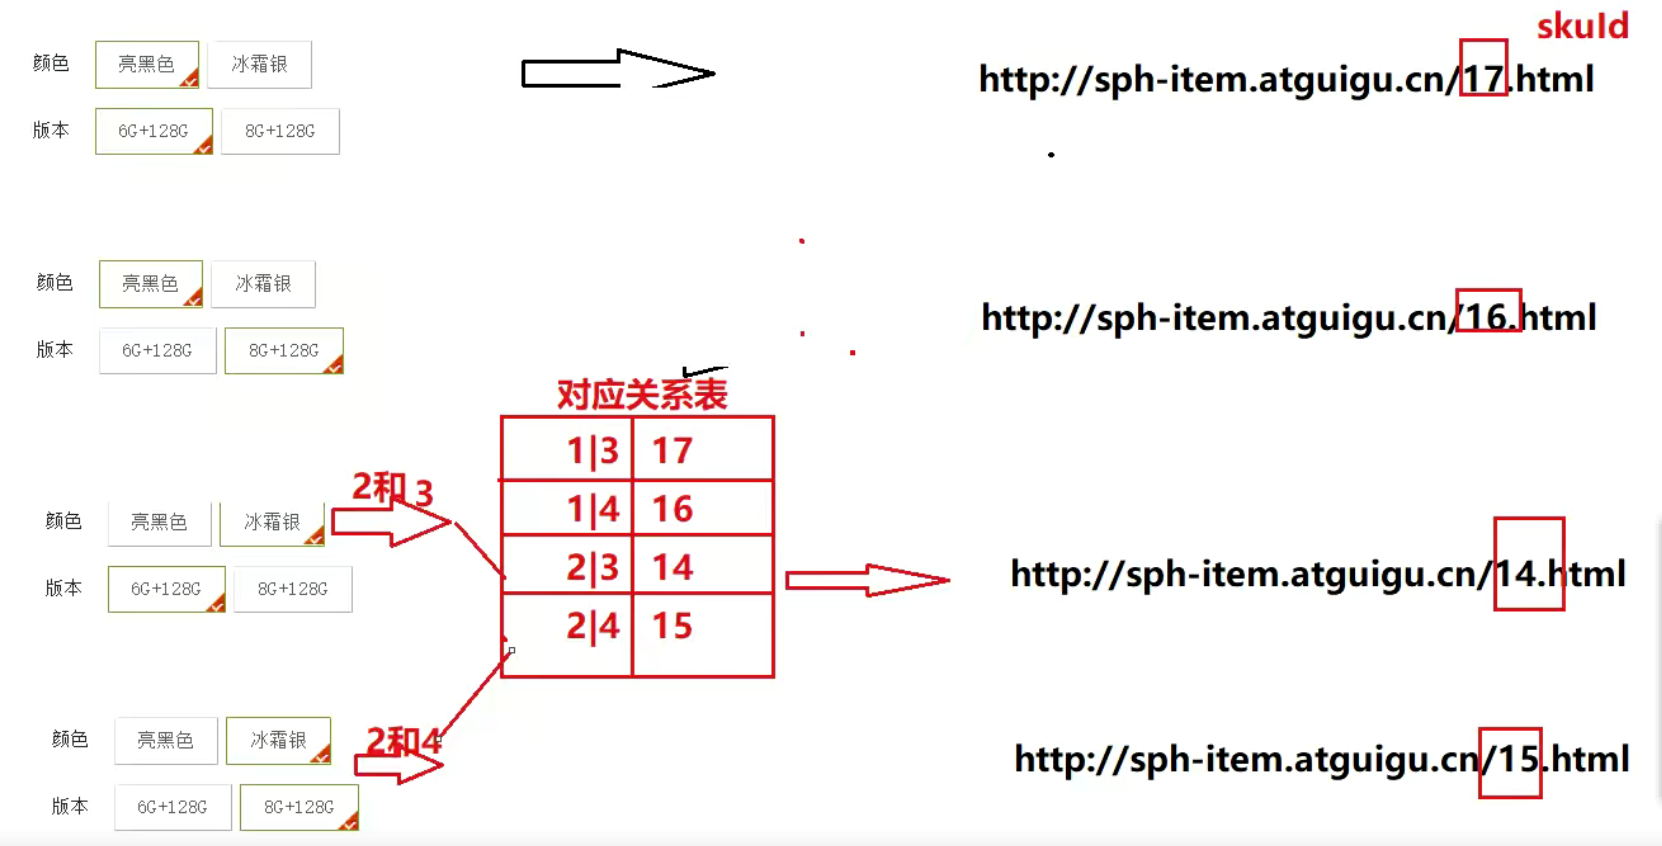 skuId
颜色 亮黑色 冰霜银
http://sph-item.atguigu.cn/17.html
版本 6G+128G 8G+128G
颜色 亮黑色 冰霜银
http://sph-item.atguigu.cn/16.html
版本 6G+128G 8G+128G
对应关系表
1|3 17
1|4 16
2|3 14
2|4 15
2和 3
颜色 亮黑色 冰霜银
版本 6G+128G 8G+128G
http://sph-item.atguigu.cn/14.html
颜色 亮黑色 冰霜银
2和4
http://sph-item.atguigu.cn/15.html
版本 6G+128G 8G+128G